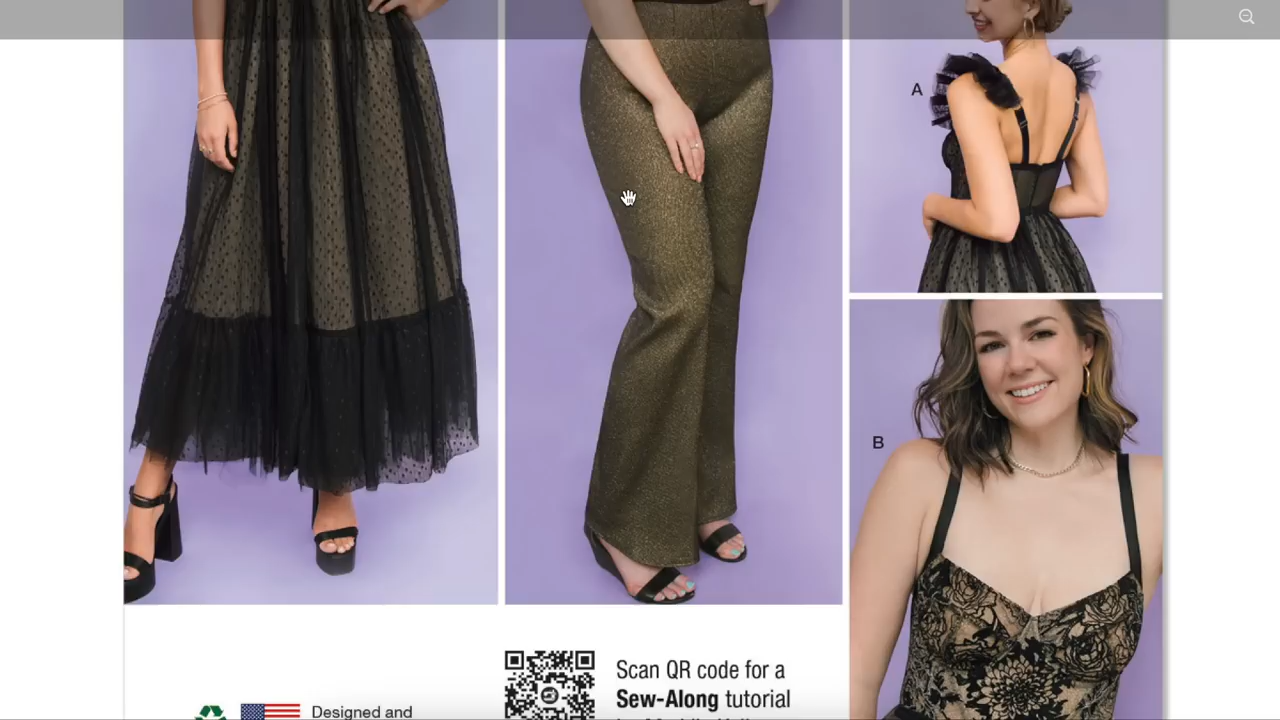 A
B
Scan QR code for a
Sew-Along tutorial
Designed and